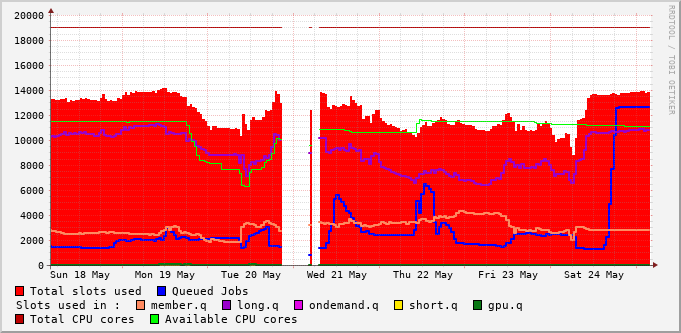 RRDTOOL / TOBI OETIKER
20000
18000
16000
14000
12000
10000
8000
6000
4000
2000
0
Sun 18 May Mon 19 May Tue 20 May Wed 21 May Thu 22 May Fri 23 May Sat 24 May
Total slots used Queued Jobs
Slots used in : member.q long.q ondemand.q short.q gpu.q
Total CPU cores Available CPU cores